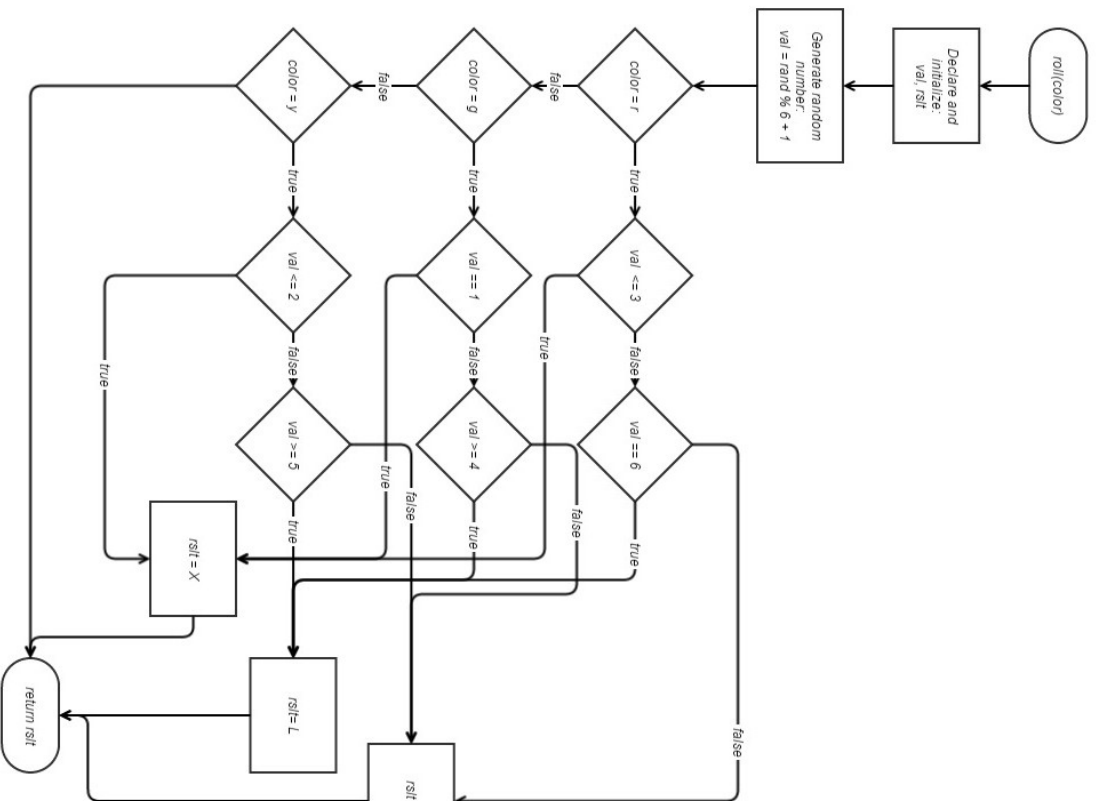 roll(color)
Declare and
initialize:
val, rslt
Generate random
number:
val = rand % 6 + 1
color = r
true
val <= 3
false
val == 6
true
false
true
false
color = g
true
val == 1
false
val >= 4
true
false
true
false
color = y
true
val <= 2
false
val >= 5
true
false
true
rslt = X
rslt= L
rslt
return rslt